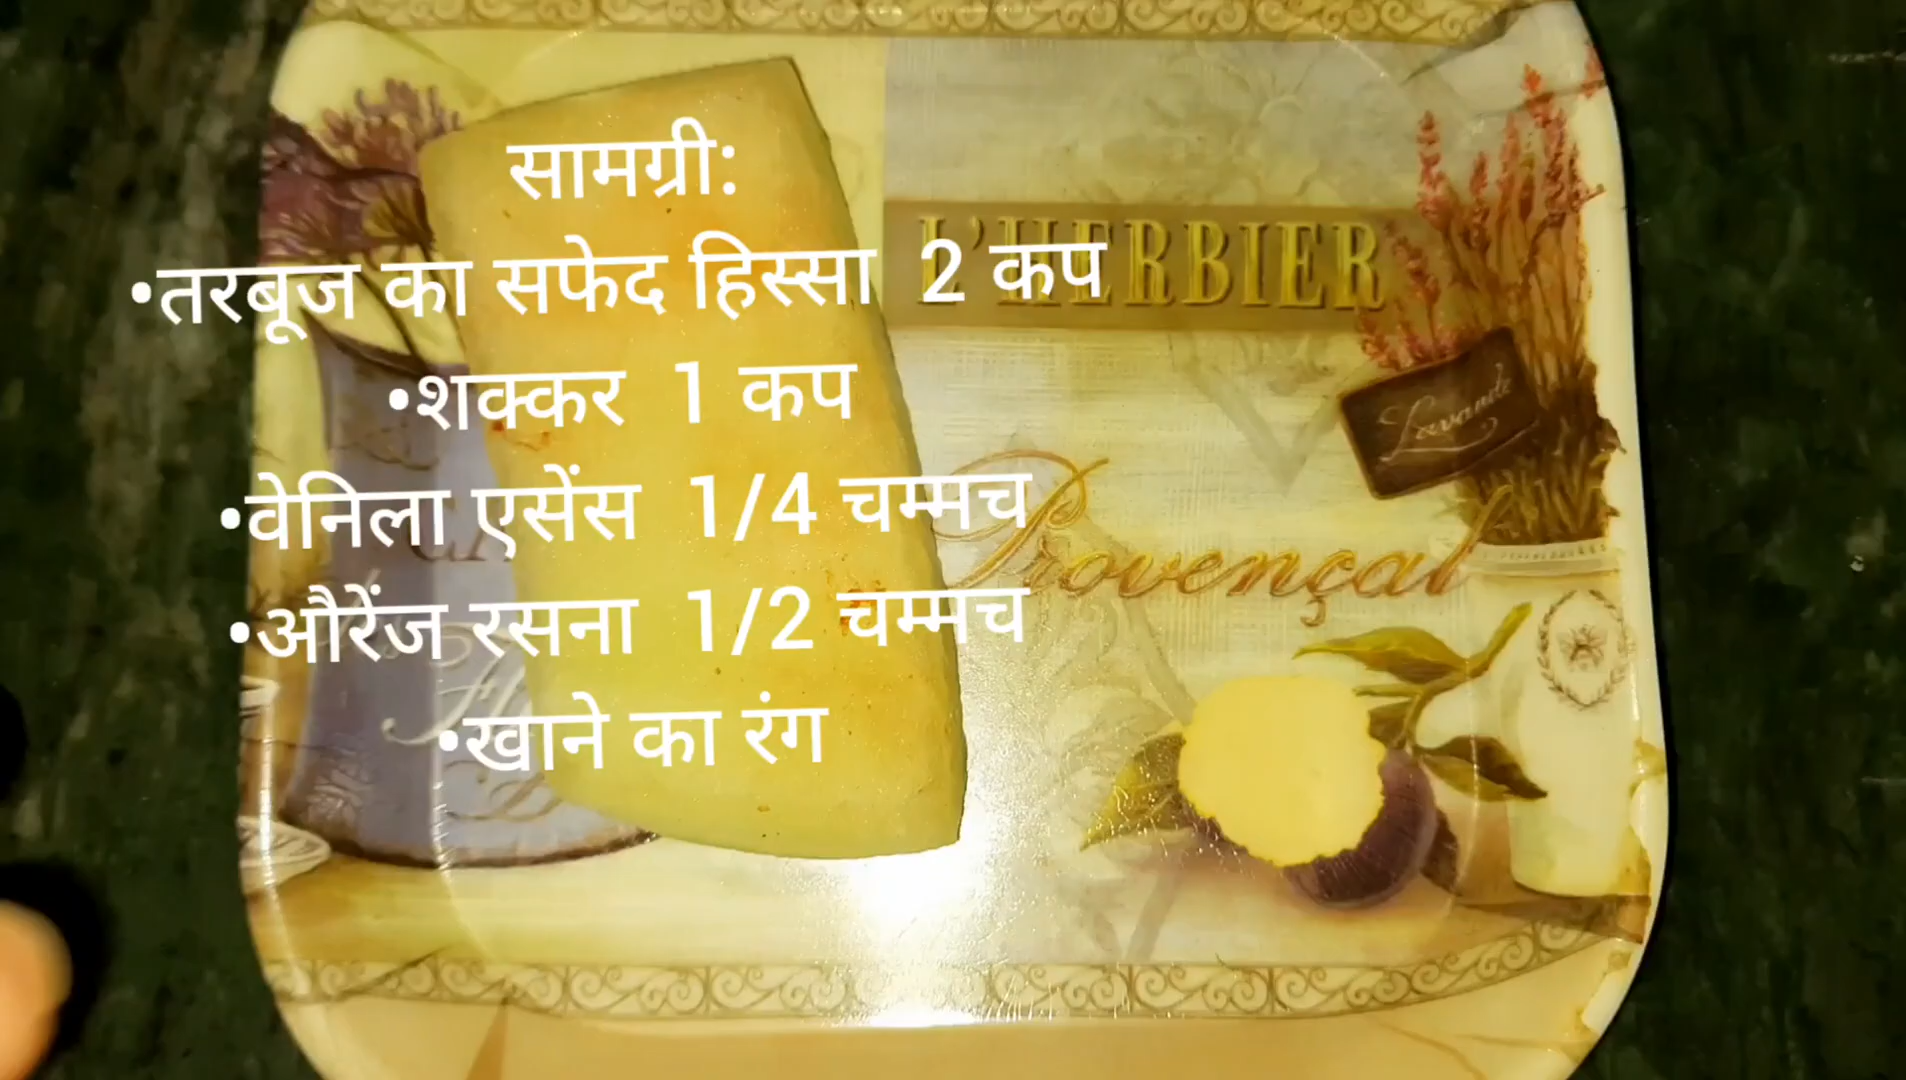 सामग्री:
•तरबूज का सफेद हिस्सा 2 कप
•शक्कर 1 कप
•वेनिला एसेंस 1/4 चम्मच
•औरेंज रसना 1/2 चम्मच
•खाने का रंग
L'HERBIER
Provençal
Lavande